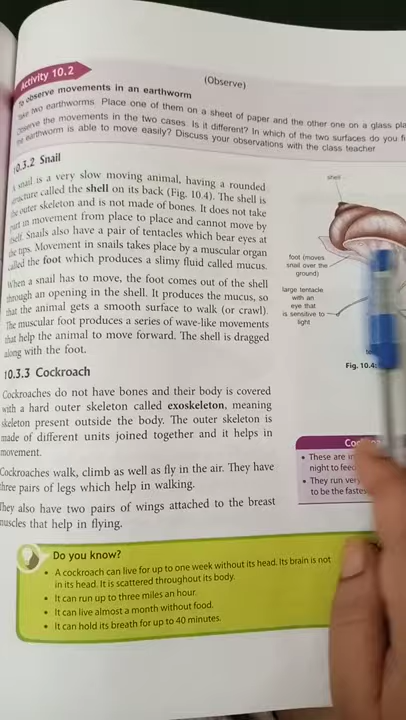 Activity 10.2
(Observe)
To observe movements in an earthworm
Take two earthworms. Place one of them on a sheet of paper and the other one on a glass
Observe the movements in the two cases. Is it different? In which of the two surfaces do you
the earthworm is able to move easily? Discuss your observations with the class teacher
10.3.2 Snail
A snail is a very slow moving animal, having a rounded
structure called the shell on its back (Fig. 10.4). The shell is
the outer skeleton and is not made of bones. It does not take
part in movement from place to place and cannot move by
itself. Snails also have a pair of tentacles which bear eyes at
the tips. Movement in snails takes place by a muscular organ
called the foot which produces a slimy fluid called mucus.
When a snail has to move, the foot comes out of the shell
through an opening in the shell. It produces the mucus, so
that the animal gets a smooth surface to walk (or crawl).
The muscular foot produces a series of wave-like movements
that help the animal to move forward. The shell is dragged
along with the foot.
shell
foot (moves
snail over the
ground)
large tentacle
with an
eye that
is sensitive to
light
Fig. 10.4:
10.3.3 Cockroach
Cockroaches do not have bones and their body is covered
with a hard outer skeleton called exoskeleton, meaning
skeleton present outside the body. The outer skeleton is
made of different units joined together and it helps in
movement.
Cockroaches walk, climb as well as fly in the air. They have
three pairs of legs which help in walking.
They also have two pairs of wings attached to the breast
muscles that help in flying.
• These are
night to feed
• They run very
to be the fastest
Do you know?
• A cockroach can live for up to one week without its head. Its brain is not
in its head. It is scattered throughout its body.
• It can run up to three miles an hour.
• It can live almost a month without food.
• It can hold its breath for up to 40 minutes.